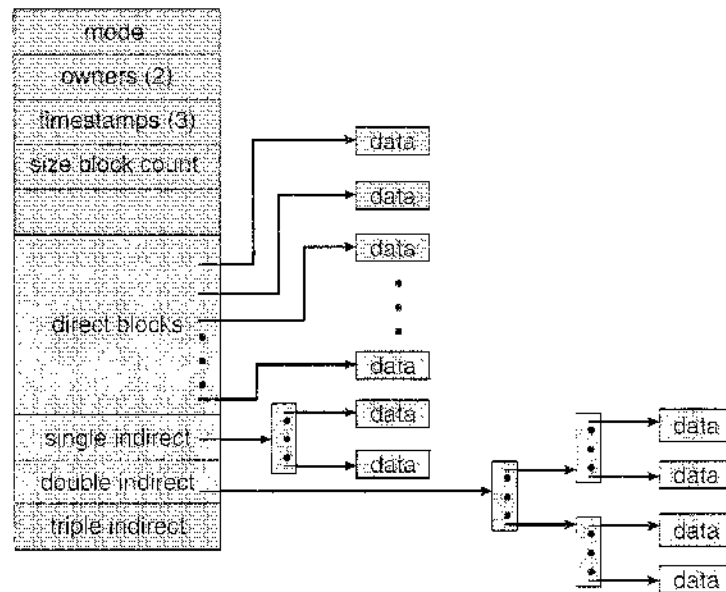 mode
owners (2)
timestamps (3)
size block count
direct blocks
single indirect
double indirect
triple indirect
data
data
data
data
data
data
data
data
data
data